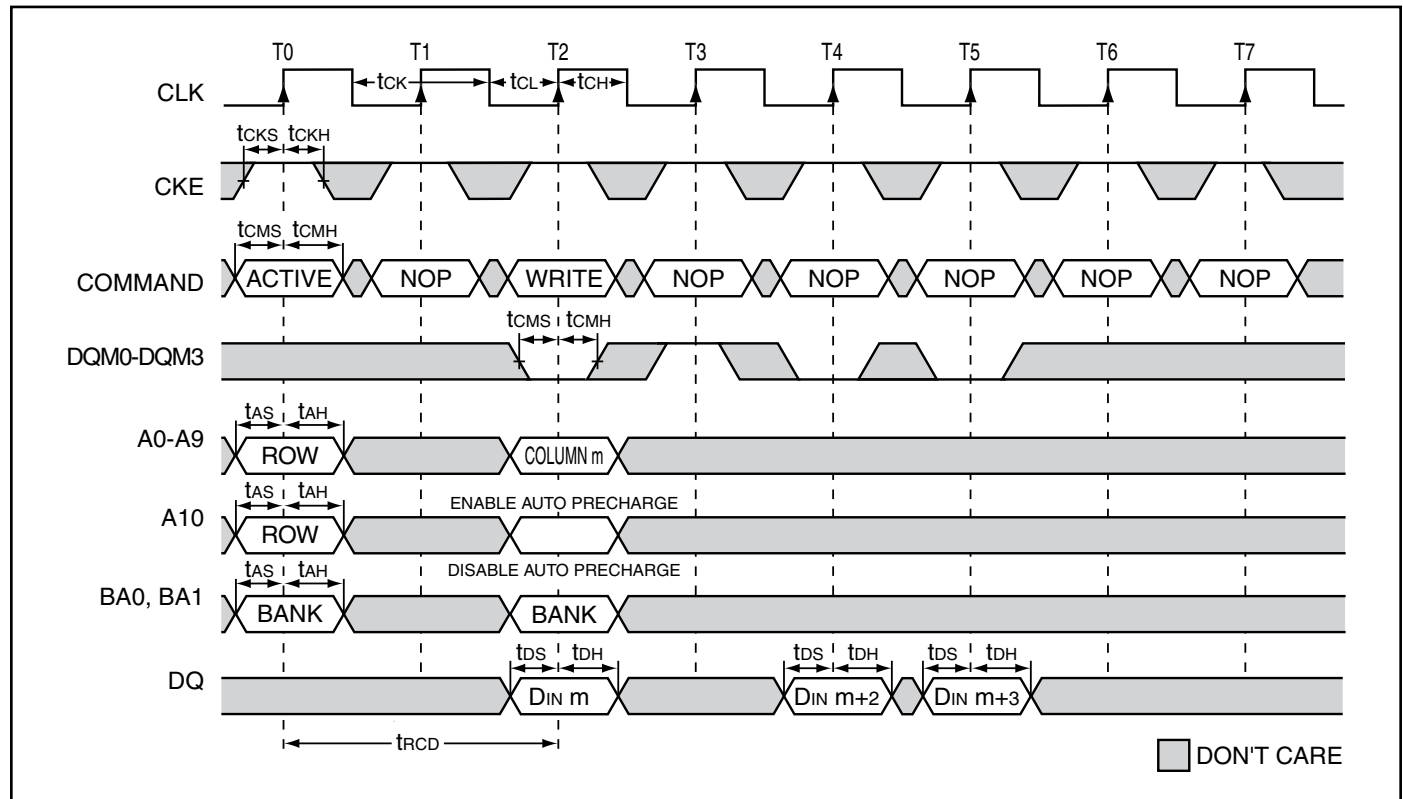 T0 T1 T2 T3 T4 T5 T6 T7
CLK tCK tCL tCH
tCKS tCKH
CKE
tCMS tCMH
COMMAND ACTIVE NOP WRITE NOP NOP NOP NOP NOP
tCMS tCMH
DQM0-DQM3
tAS tAH
A0-A9 ROW COLUMN m
tAS tAH ENABLE AUTO PRECHARGE
A10 ROW
tAS tAH DISABLE AUTO PRECHARGE
BA0, BA1 BANK BANK
tDS tDH tDS tDH tDS tDH
DQ DIN m DIN m+2 DIN m+3
tRCD
DON'T CARE